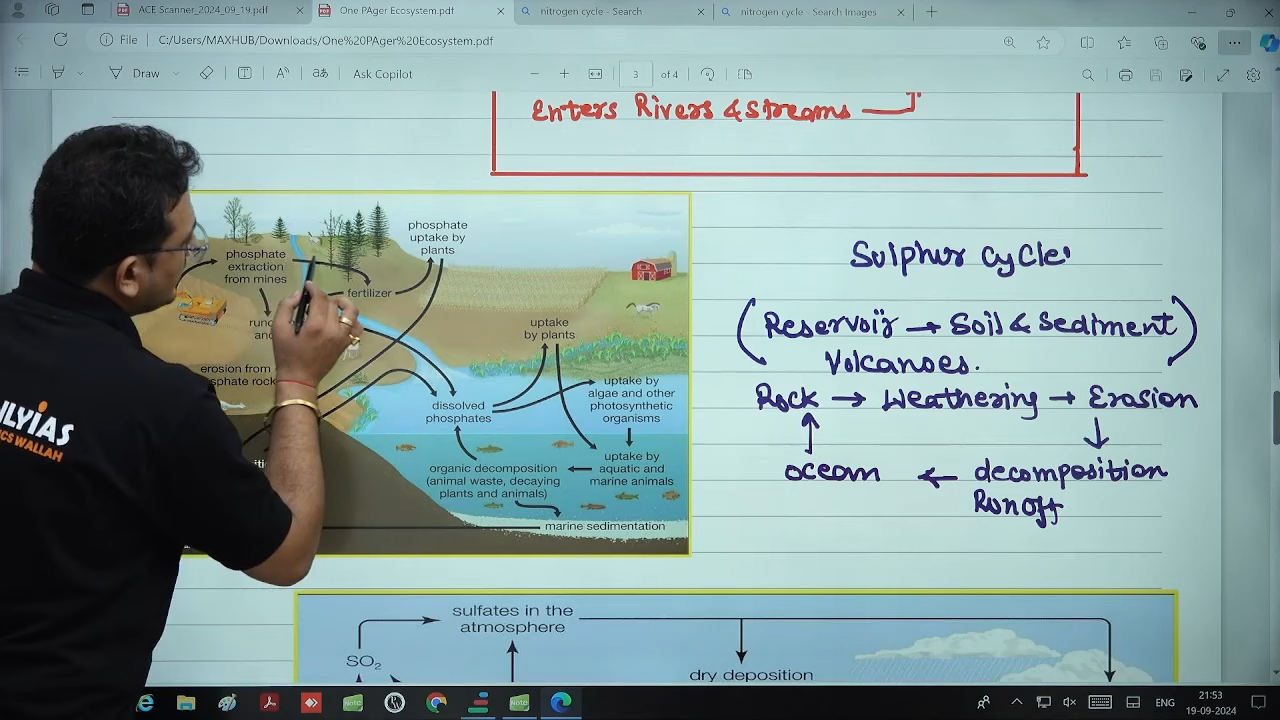 ACE Scanner_2024_09_19.pdf
One PAger Ecosystem.pdf
nitrogen cycle - Search
nitrogen cycle - Search Images
File
C:/Users/MAXHUB/Downloads/One%20PAger%20Ecosystem.pdf
Draw
Ask Copilot
3 of 4
Enters Rivers & Streams
phosphate
uptake by
plants
phosphate
extraction
from mines
fertilizer
and
erosion from
uptake
by plants
uptake by
algae and other
photosynthetic
organisms
dissolved
phosphates
uptake by
aquatic and
marine animals
organic decomposition
(animal waste, decaying
plants and animals)
marine sedimentation
Sulphur Cycle
(Reservoir → Soil & Sediment)
Volcanoes.
Rock → Weathering → Erosion
ocean ← decomposition
Runoff
sulfates in the
atmosphere
SO₂
dry deposition
WALLAH
ENG
21:53
19-09-2024